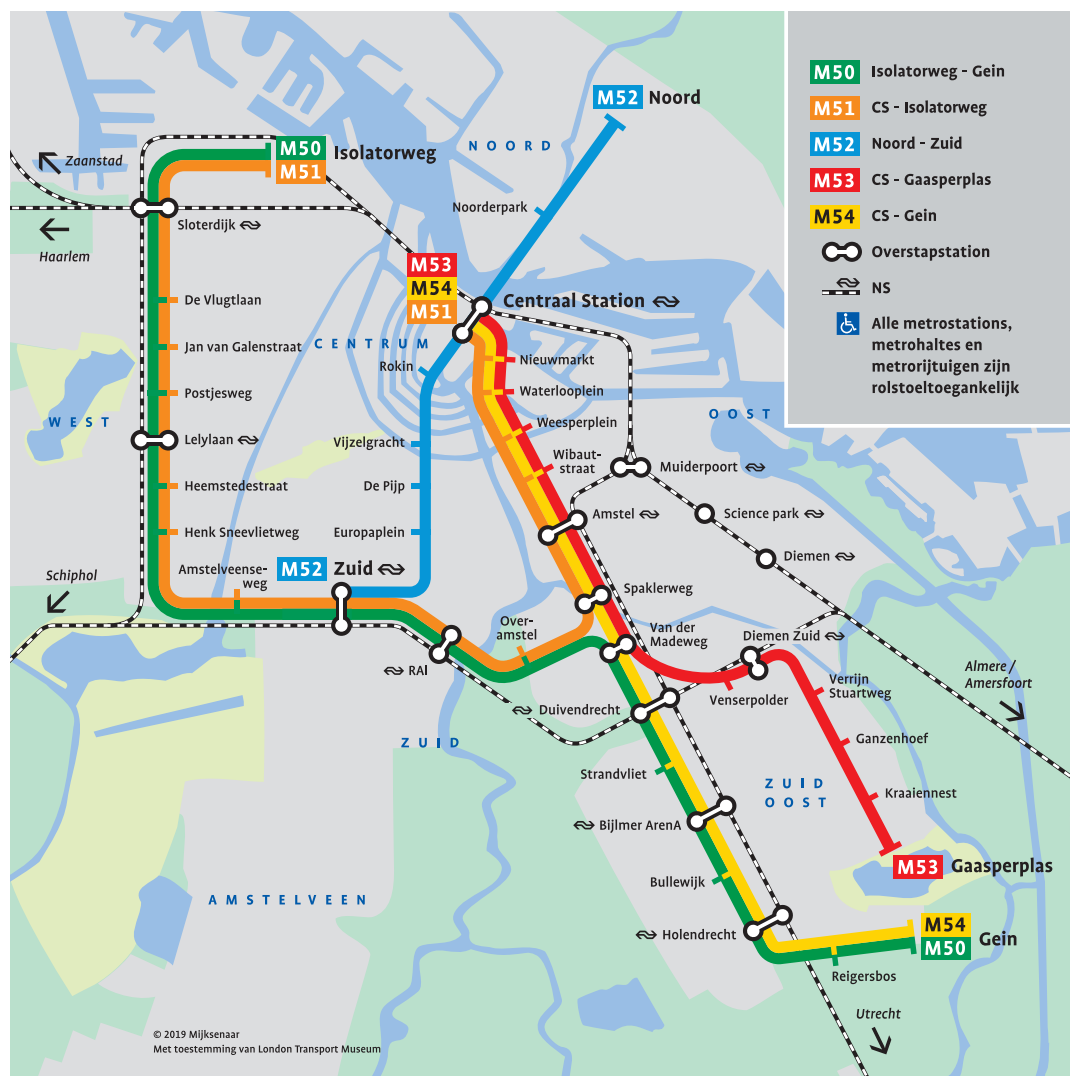 M50 Isolatorweg - Gein
M51 CS - Isolatorweg
M52 Noord - Zuid
M53 CS - Gaasperplas
M54 CS - Gein
Overstapstation
NS
Alle metrostations,
metrohaltes en
metrorijtuigen zijn
rolstoeltoegankelijk
M52 Noord
NOORD
Zaanstad
M50
M51
Isolatorweg
Noorderpark
Sloterdijk
Haarlem
M53
M54
M51
Centraal Station
De Vlugtlaan
Jan van Galenstraat
CENTRUM
Nieuwmarkt
Rokin
Waterlooplein
Postjesweg
WEST
OOST
Weesperplein
Lelylaan
Vijzelgracht
Wibaut-
straat
Muiderpoort
Heemstedestraat
De Pijp
Amstel
Science park
Henk Sneevlietweg
Europaplein
Diemen
Amstelveense-
weg
M52 Zuid
Schiphol
Spaklerweg
Over-
amstel
Van der
Madeweg
Diemen Zuid
RAI
Almere /
Amersfoort
Verrijn
Stuartweg
Venserpolder
Duivendrecht
ZUID
Ganzenhoef
Strandvliet
ZUID
OOST
Kraaiennest
Bijlmer ArenA
M53 Gaasperplas
Bullewijk
AMSTELVEEN
M54
M50
Gein
Holendrecht
Reigersbos
Utrecht
© 2019 Mijksenaar
Met toestemming van London Transport Museum